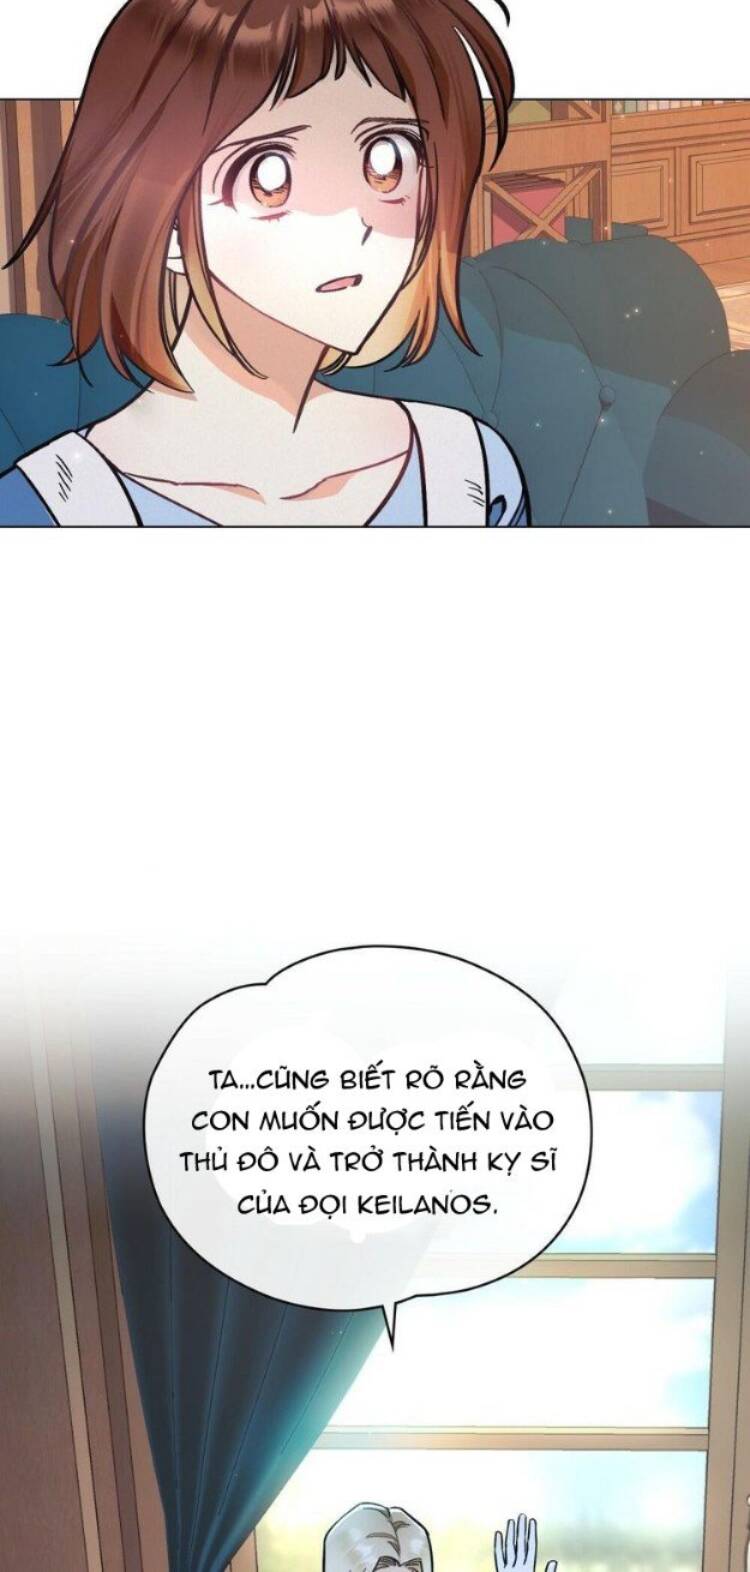 TA...CŨNG BIẾT RÕ RẰNG
CON MUỐN ĐƯỢC TIẾN VÀO
THỦ ĐÔ VÀ TRỞ THÀNH KỴ SĨ
CỦA ĐỌI KEILANOS.